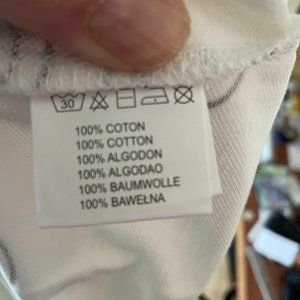 30
100% COTON
100% COTTON
100% ALGODON
100% ALGODAO
100% BAUMWOLLE
100% BAWEŁNA